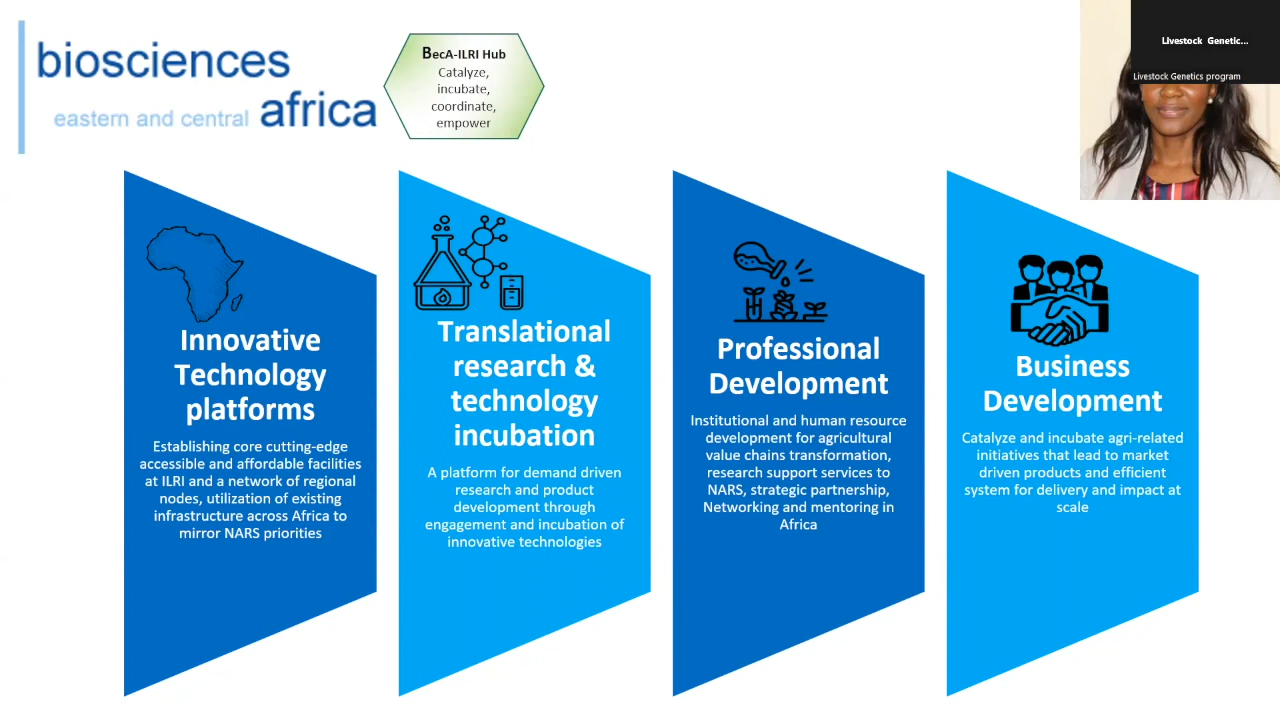 biosciences
eastern and central africa
BecA-ILRI Hub
Catalyze,
incubate,
coordinate,
empower
Livestock Genetic...
Livestock Genetics program
Innovative
Technology
platforms
Establishing core cutting-edge
accessible and affordable facilities
at ILRI and a network of regional
nodes, utilization of existing
infrastructure across Africa to
mirror NARS priorities
Translational
research &
technology
incubation
A platform for demand driven
research and product
development through
engagement and incubation of
innovative technologies
Professional
Development
Institutional and human resource
development for agricultural
value chains transformation,
research support services to
NARS, strategic partnership,
Networking and mentoring in
Africa
Business
Development
Catalyze and incubate agri-related
initiatives that lead to market
driven products and efficient
system for delivery and impact at
scale